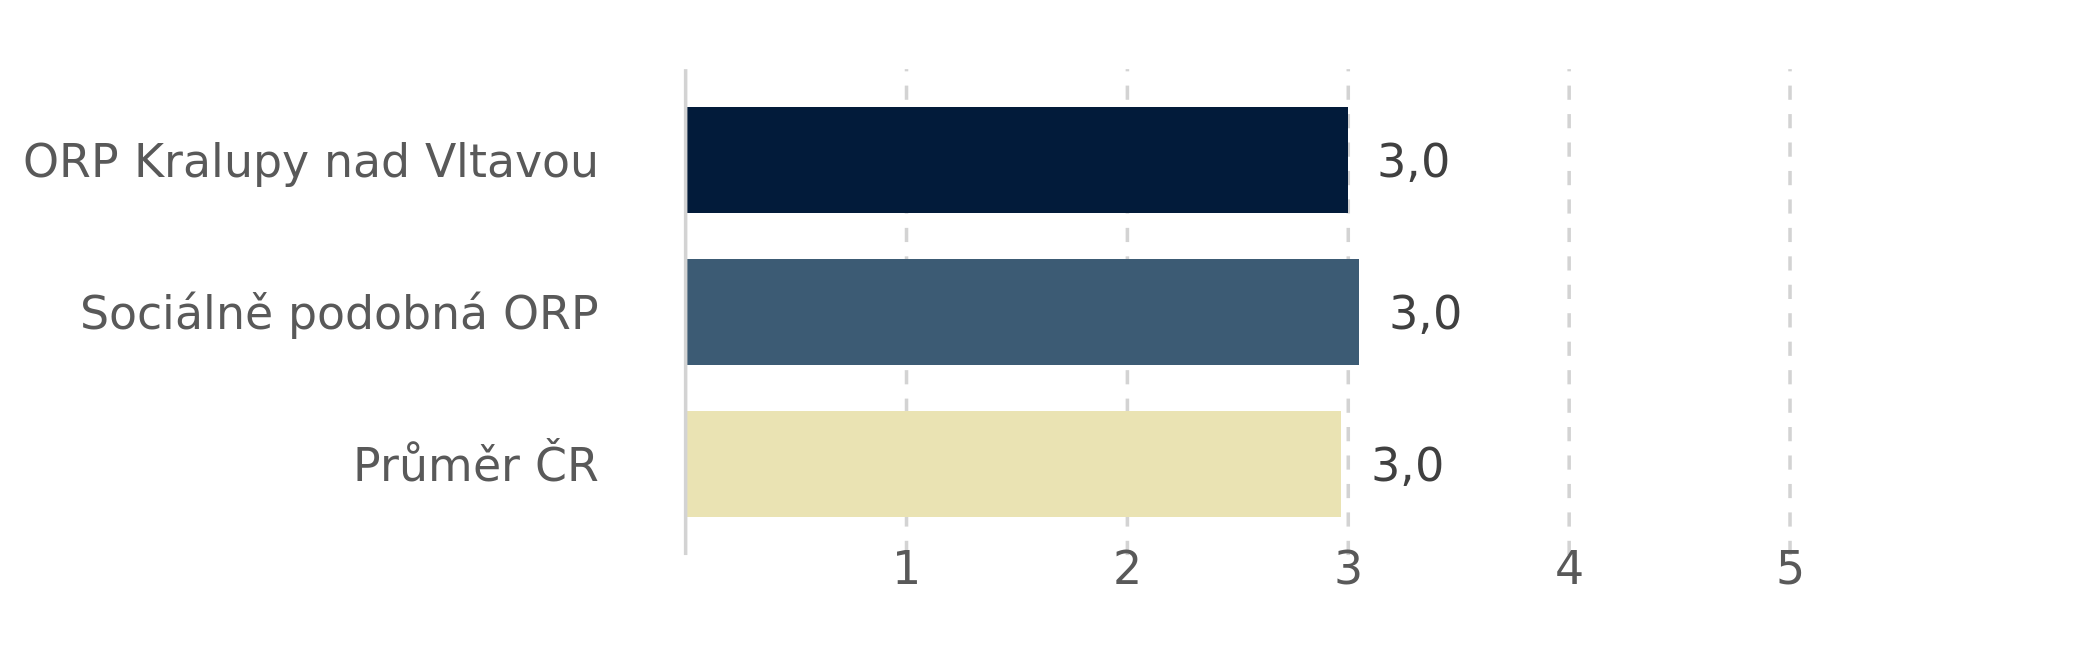 ORP Kralupy nad Vltavou 3,0
Sociálně podobná ORP 3,0
Průměr ČR 3,0
1 2 3 4 5